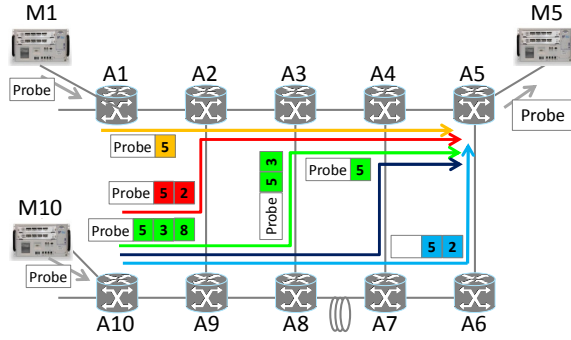 M1
M5
A1 A2 A3 A4 A5
Probe
Probe
Probe 5
Probe 5 3
Probe 5
Probe 5 2
M10
Probe 5 3 8
5 2
Probe
A10 A9 A8 A7 A6